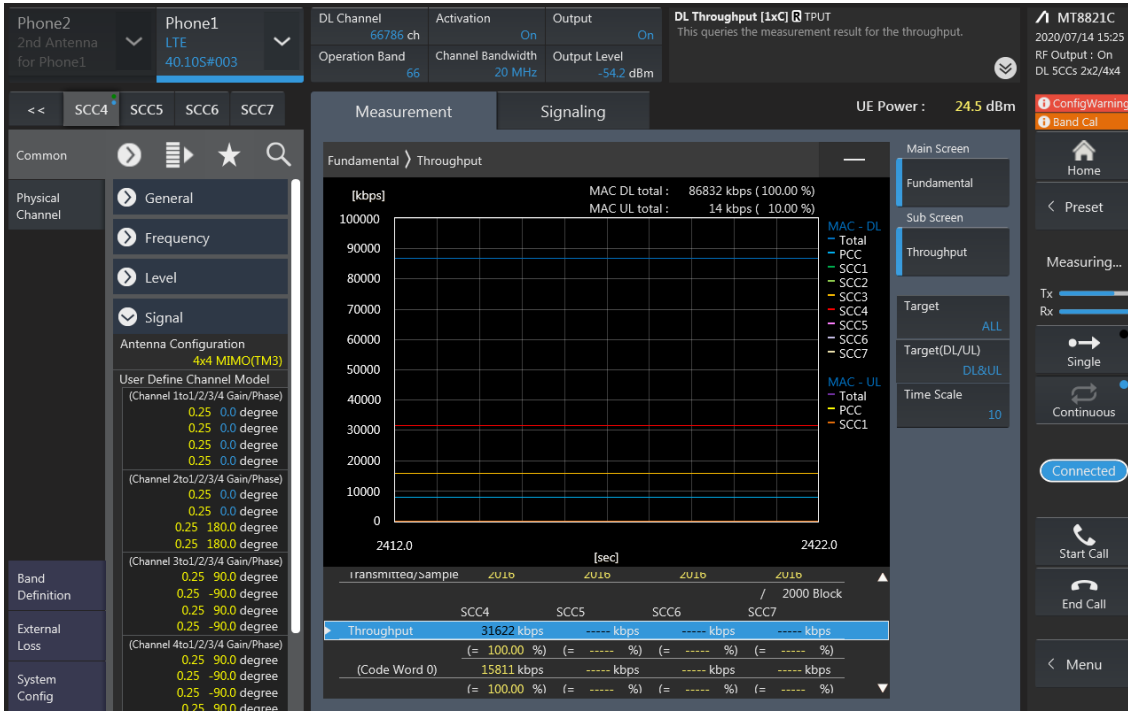 Phone2
2nd Antenna
for Phone1
Phone1
LTE
40.10S#003
DL Channel
66786 ch
Activation
On
Output
On
Operation Band
66
Channel Bandwidth
20 MHz
Output Level
-54.2 dBm
DL Throughput [1xC] R TPUT
This queries the measurement result for the throughput.
MT8821C
2020/07/14 15:25
RF Output : On
DL 5CCs 2x2/4x4
<< SCC4 SCC5 SCC6 SCC7
Measurement
Signaling
UE Power : 24.5 dBm
ConfigWarning
Band Cal
Common
Physical
Channel
Band
Definition
External
Loss
System
Config
General
Frequency
Level
Signal
Antenna Configuration
4x4 MIMO(TM3)
User Define Channel Model
(Channel 1to1/2/3/4 Gain/Phase)
0.25 0.0 degree
0.25 0.0 degree
0.25 0.0 degree
0.25 0.0 degree
(Channel 2to1/2/3/4 Gain/Phase)
0.25 0.0 degree
0.25 0.0 degree
0.25 180.0 degree
0.25 180.0 degree
(Channel 3to1/2/3/4 Gain/Phase)
0.25 90.0 degree
0.25 -90.0 degree
0.25 90.0 degree
0.25 -90.0 degree
(Channel 4to1/2/3/4 Gain/Phase)
0.25 90.0 degree
0.25 -90.0 degree
0.25 -90.0 degree
0.25 90.0 degree
Fundamental 〉 Throughput
[kbps]
MAC DL total : 86832 kbps ( 100.00 %)
MAC UL total : 14 kbps ( 10.00 %)
100000
90000
80000
70000
60000
50000
40000
30000
20000
10000
0
2412.0
2422.0
[sec]
MAC - DL
Total
PCC
SCC1
SCC2
SCC3
SCC4
SCC5
SCC6
SCC7
MAC - UL
Total
PCC
SCC1
Transmitted/Sample 2016 2016 2016 2016
/ 2000 Block
SCC4 SCC5 SCC6 SCC7
Throughput 31622 kbps ----- kbps ----- kbps ----- kbps
(= 100.00 %) (= ----- %) (= ----- %) (= ----- %)
(Code Word 0) 15811 kbps ----- kbps ----- kbps ----- kbps
(= 100.00 %) (= ----- %) (= ----- %) (= ----- %)
Main Screen
Fundamental
Sub Screen
Throughput
Target
ALL
Target(DL/UL)
DL&UL
Time Scale
10
Home
< Preset
Measuring...
Tx
Rx
Single
Continuous
Connected
Start Call
End Call
< Menu